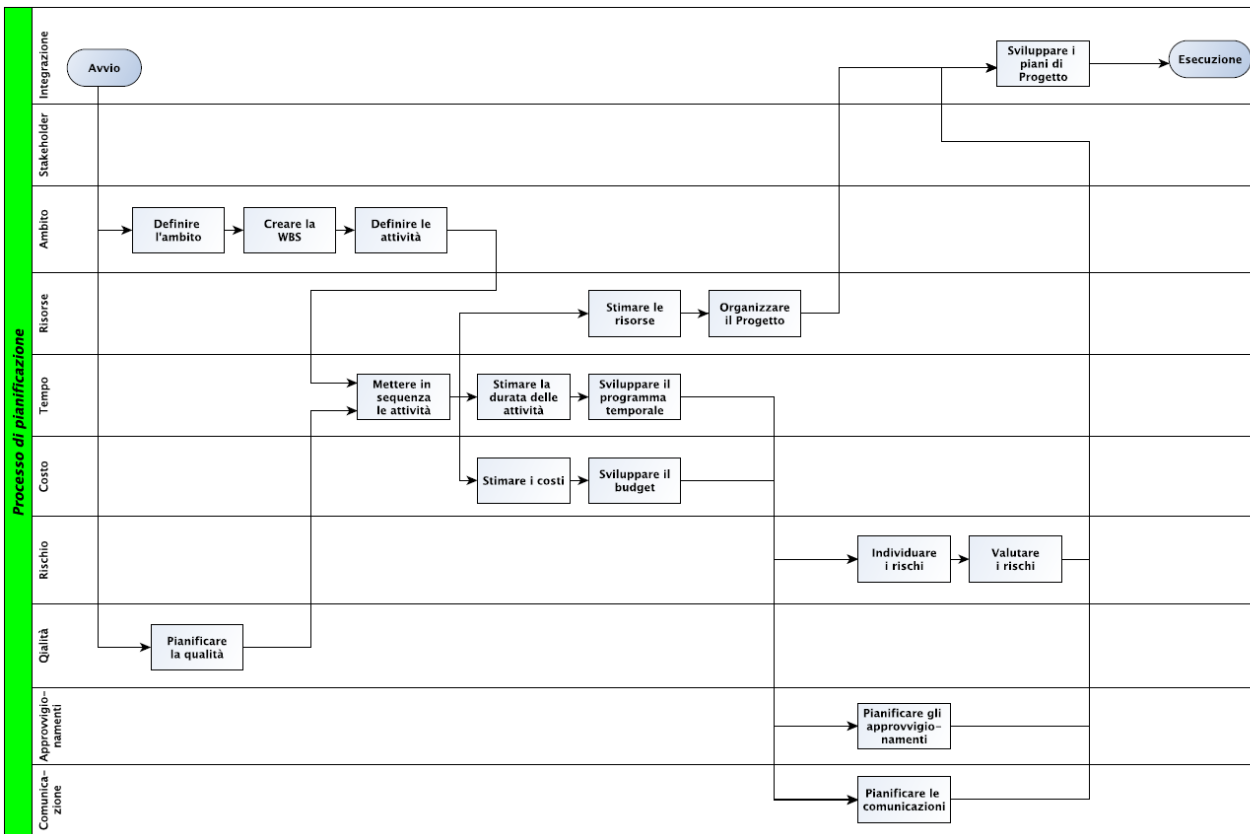 Processo di pianificazione
Integrazione
Avvio
Sviluppare i
piani di
Progetto
Esecuzione
Stakeholder
Ambito
Definire
l'ambito
Creare la
WBS
Definire le
attività
Risorse
Stimare le
risorse
Organizzare
il Progetto
Tempo
Mettere in
sequenza
le attività
Stimare la
durata delle
attività
Sviluppare il
programma
temporale
Costo
Stimare i costi
Sviluppare il
budget
Rischio
Individuare
i rischi
Valutare
i rischi
Qialità
Pianificare
la qualità
Approvvigio-
namenti
Pianificare gli
approvvigio-
namenti
Comunica-
zione
Pianificare le
comunicazioni